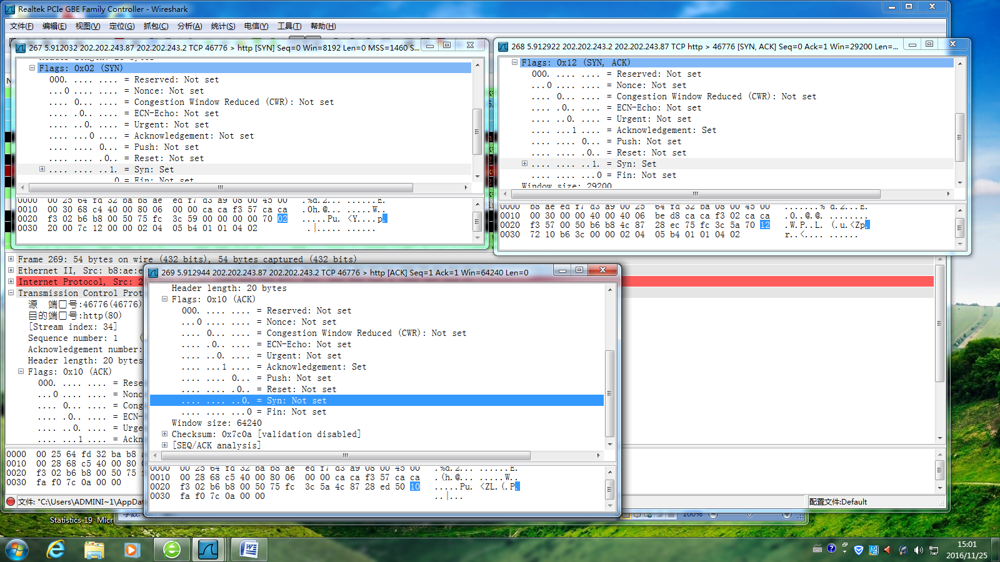 Realtek PCIe GBE Family Controller - Wireshark
文件(F) 编辑(E) 视图(V) 定位(G) 抓包(C) 分析(A) 统计(S) 电信(Y) 工具(T) 帮助(H)
267 5.912032 202.202.243.87 202.202.243.2 TCP 46776 > http [SYN] Seq=0 Win=8192 Len=0 MSS=1460 S...
Flags: 0x02 (SYN)
000. .... .... = Reserved: Not set
...0 .... .... = Nonce: Not set
.... 0... .... = Congestion Window Reduced (CWR): Not set
.... .0.. .... = ECN-Echo: Not set
.... ..0. .... = Urgent: Not set
.... ...0 .... = Acknowledgement: Not set
.... .... 0... = Push: Not set
.... .... .0.. = Reset: Not set
.... .... ..1. = Syn: Set
0 = Fin: Not set
0000 00 25 64 fd 32 ba b8 ae ed f7 d3 a9 08 00 45 00 .%d.2... ......E.
0010 00 30 68 c4 40 00 80 06 00 00 ca ca f3 57 ca ca .0h.@... .....W..
0020 f3 02 b6 b8 00 50 75 fc 3c 59 00 00 00 00 70 02 .....Pu. <Y....p.
0030 20 00 7c 12 00 00 02 04 05 b4 01 01 04 02 .|..... ......
268 5.912922 202.202.243.2 202.202.243.87 TCP http > 46776 [SYN, ACK] Seq=0 Ack=1 Win=29200 Len=...
Flags: 0x12 (SYN, ACK)
000. .... .... = Reserved: Not set
...0 .... .... = Nonce: Not set
.... 0... .... = Congestion Window Reduced (CWR): Not set
.... .0.. .... = ECN-Echo: Not set
.... ..0. .... = Urgent: Not set
.... ...1 .... = Acknowledgement: Set
.... .... 0... = Push: Not set
.... .... .0.. = Reset: Not set
.... .... ..1. = Syn: Set
.... .... ...0 = Fin: Not set
Window size: 29200
0000 b8 ae ed f7 d3 a9 00 25 64 fd 32 ba 08 00 45 00 .......% d.2...E.
0010 00 30 00 00 40 00 40 06 be d8 ca ca f3 02 ca ca .0..@.@. ........
0020 f3 57 00 50 b6 b8 4c 87 28 ec 75 fc 3c 5a 70 12 .W.P..L. (.u.<Zp.
0030 72 10 b6 3c 00 00 02 04 05 b4 01 01 04 02 r..<.... ......
Frame 269: 54 bytes on wire (432 bits), 54 bytes captured (432 bits)
Ethernet II, Src: b8:ae:e
Internet Protocol, Src: 2
Transmission Control Prot
源 端口号:46776(46776)
目的端口号:http(80)
[Stream index: 34]
Sequence number: 1 (
Acknowledgement number:
Header length: 20 bytes
Flags: 0x10 (ACK)
000. .... .... = Rese
...0 .... .... = Nonc
.... 0... .... = Cong
.... .0.. .... = ECN-
.... ..0. .... = Urge
.... ...1 .... = Ackn
0000 00 25 64 fd 32 ba b8 a
0010 00 28 68 c5 40 00 80 0
0020 f3 02 b6 b8 00 50 75
0030 fa f0 7c 0a 00 00
269 5.912944 202.202.243.87 202.202.243.2 TCP 46776 > http [ACK] Seq=1 Ack=1 Win=64240 Len=0
Header length: 20 bytes
Flags: 0x10 (ACK)
000. .... .... = Reserved: Not set
...0 .... .... = Nonce: Not set
.... 0... .... = Congestion Window Reduced (CWR): Not set
.... .0.. .... = ECN-Echo: Not set
.... ..0. .... = Urgent: Not set
.... ...1 .... = Acknowledgement: Set
.... .... 0... = Push: Not set
.... .... .0.. = Reset: Not set
.... .... ..0. = Syn: Not set
.... .... ...0 = Fin: Not set
Window size: 64240
Checksum: 0x7c0a [validation disabled]
[SEQ/ACK analysis]
0000 00 25 64 fd 32 ba b8 ae ed f7 d3 a9 08 00 45 00 .%d.2... ......E.
0010 00 28 68 c5 40 00 80 06 00 00 ca ca f3 57 ca ca .(h.@... .....W..
0020 f3 02 b6 b8 00 50 75 fc 3c 5a 4c 87 28 ed 50 10 .....Pu. <ZL.(.P.
0030 fa f0 7c 0a 00 00 ..|...
文件: "C:\Users\ADMINI~1\AppDat
配置文件:Default
字数: 100%
Statistics 19 Micr
15:01
2016/11/25